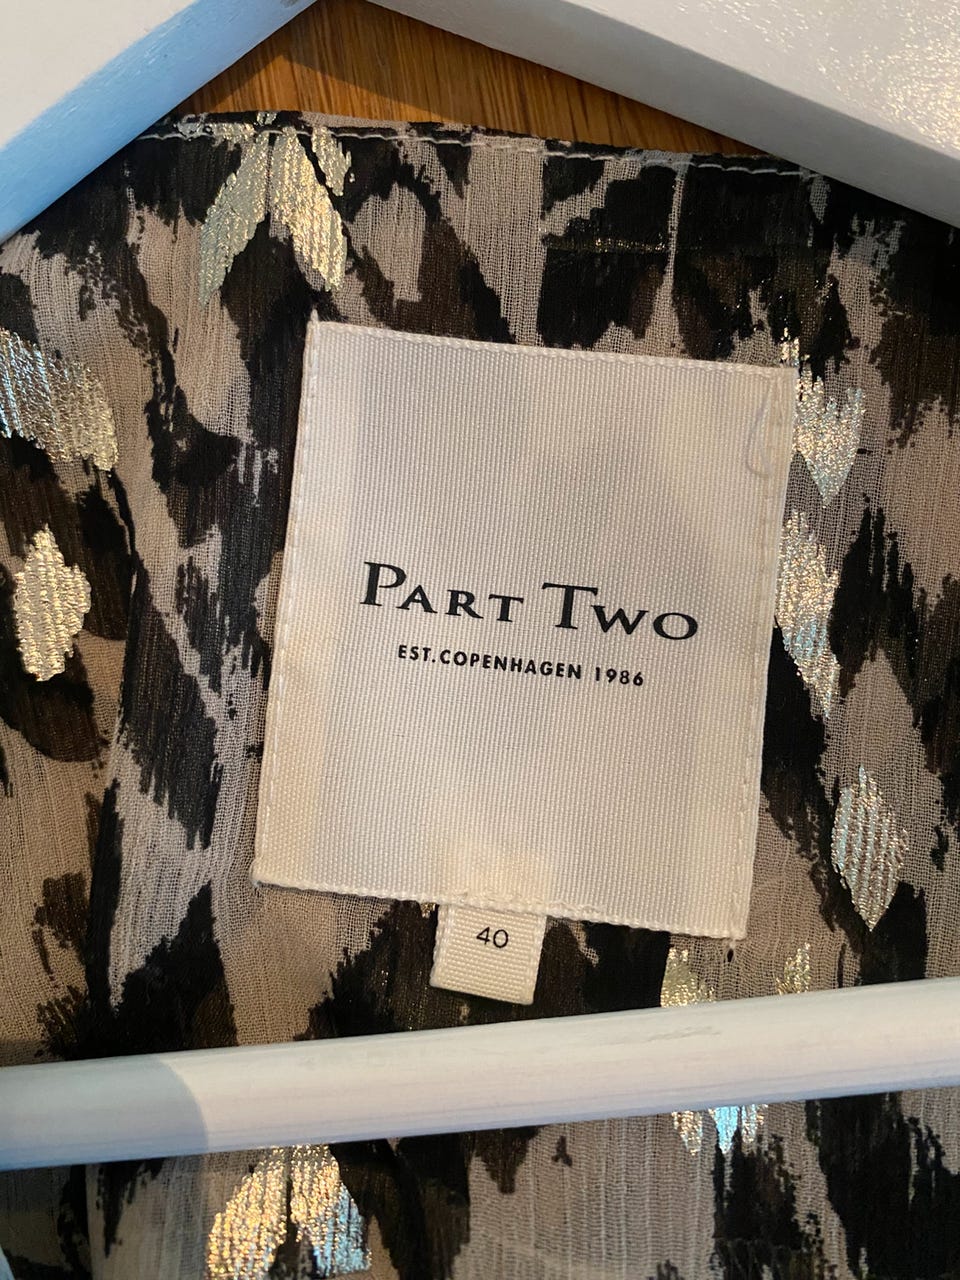 PART TWO
EST. COPENHAGEN 1986
40